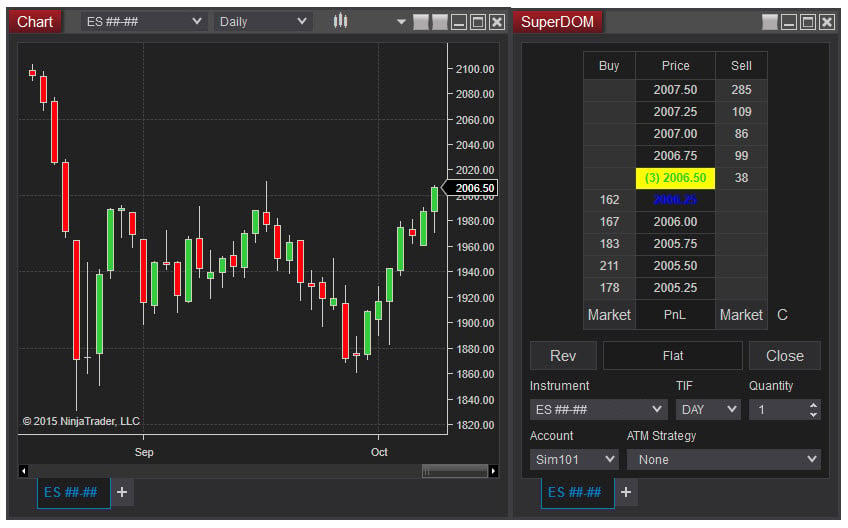 Chart ES ##-## Daily
2100.00
2080.00
2060.00
2040.00
2020.00
2006.50
2000.00
1980.00
1960.00
1940.00
1920.00
1900.00
1880.00
1860.00
1840.00
1820.00
© 2015 NinjaTrader, LLC
Sep Oct
ES ##-## +
SuperDOM
Buy Price Sell
2007.50 285
2007.25 109
2007.00 86
2006.75 99
(3) 2006.50 38
162 2006.25
167 2006.00
183 2005.75
211 2005.50
178 2005.25
Market PnL Market C
Rev Flat Close
Instrument TIF Quantity
ES ##-## DAY 1
Account ATM Strategy
Sim101 None
ES ##-## +